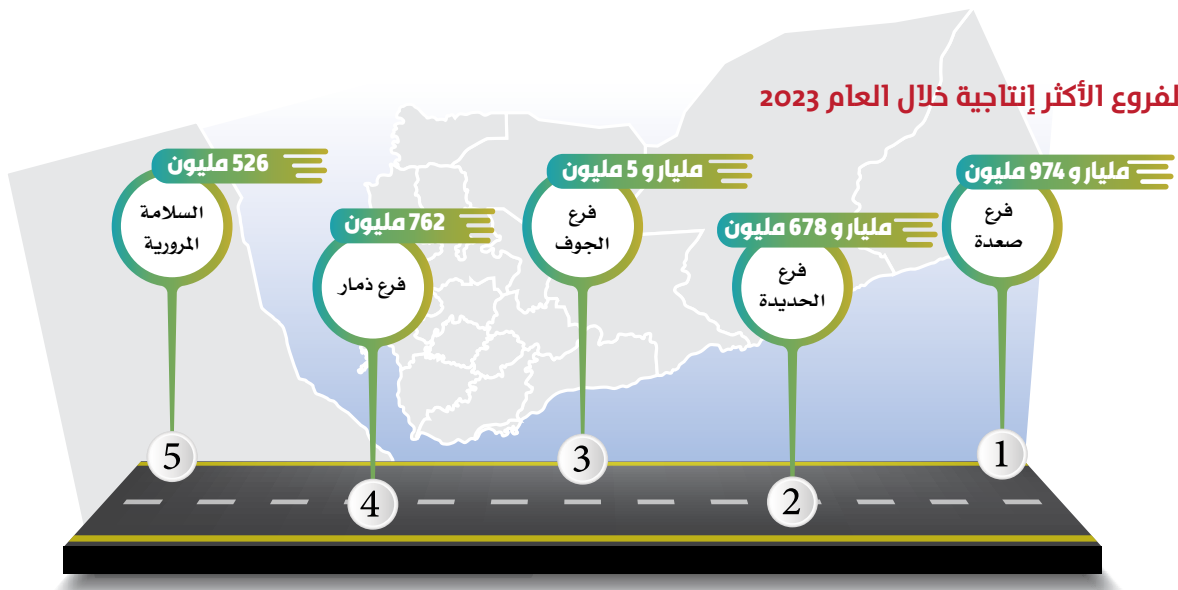 لفروع الأكثر إنتاجية خلال العام 2023
مليار و 974 مليون
فرع
صعدة
1
مليار و 678 مليون
فرع
الحديدة
2
مليار و 5 مليون
فرع
الجوف
3
762 مليون
فرع ذمار
4
526 مليون
السلامة
المرورية
5